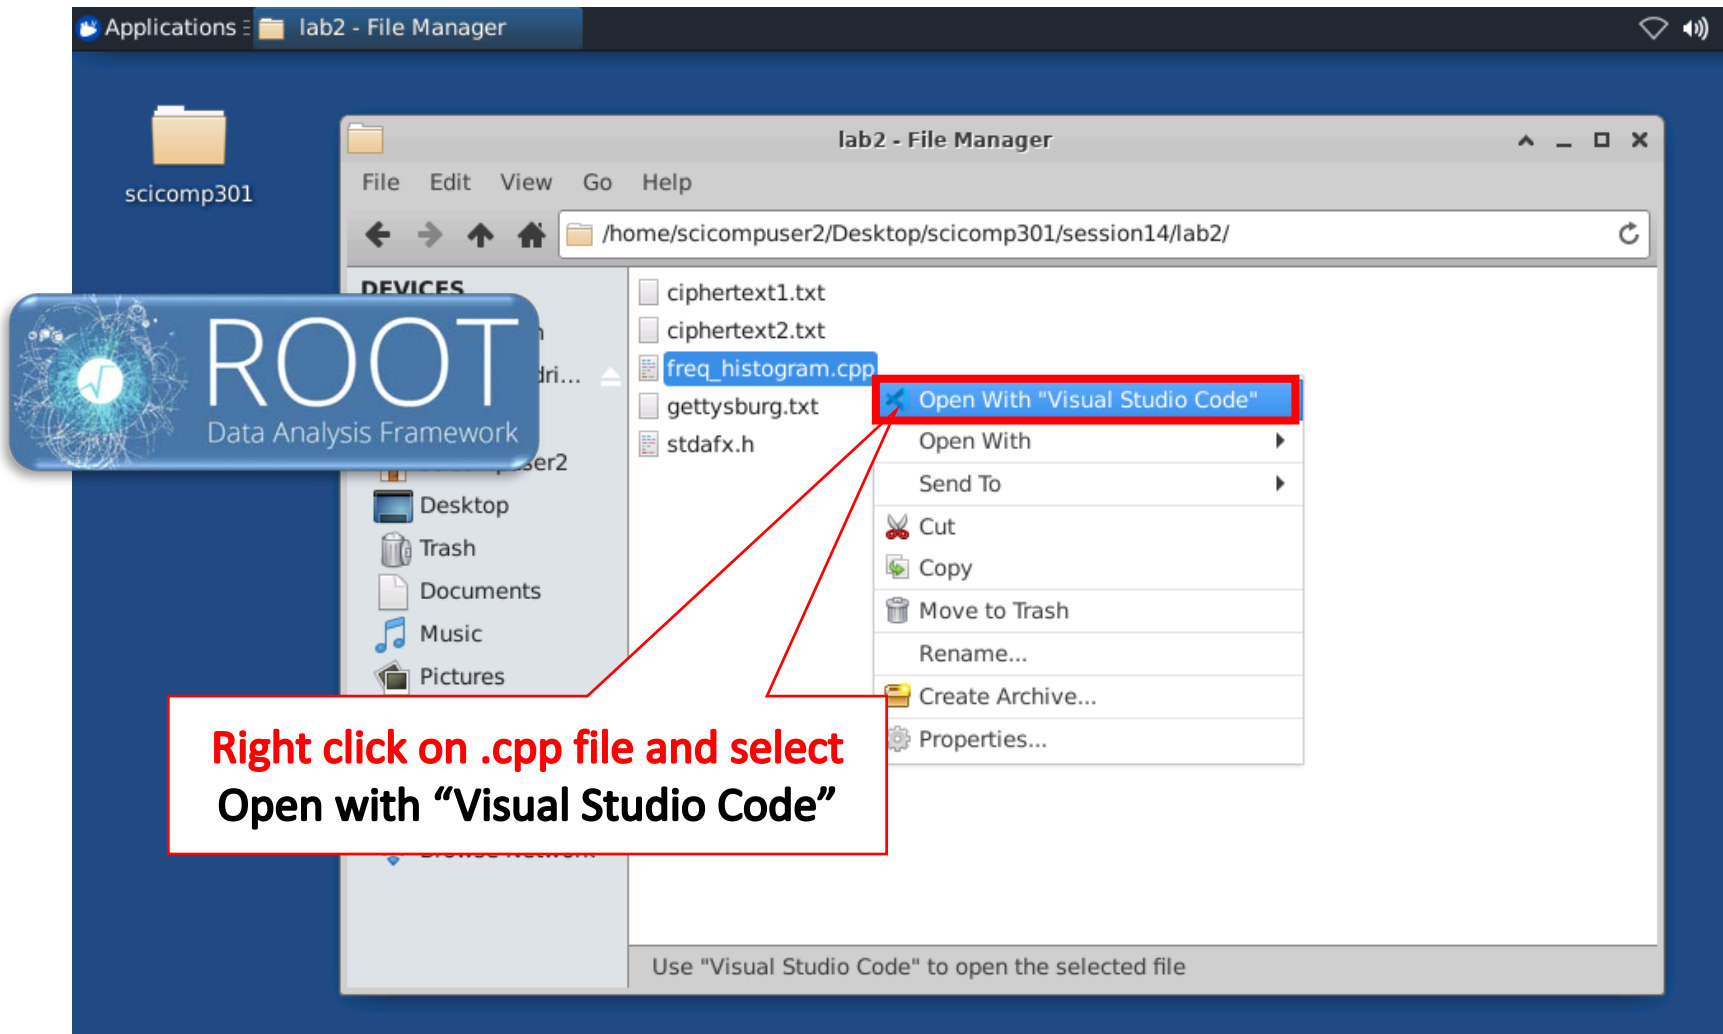 Applications
lab2 - File Manager
scicomp301
lab2 - File Manager
File Edit View Go Help
/home/scicompuser2/Desktop/scicomp301/session14/lab2/
DEVICES
dri...
Desktop
Trash
Documents
Music
Pictures
ciphertext1.txt
ciphertext2.txt
freq_histogram.cpp
gettysburg.txt
stdafx.h
Open With "Visual Studio Code"
Open With
Send To
Cut
Copy
Move to Trash
Rename...
Create Archive...
Properties...
ROOT
Data Analysis Framework
Right click on .cpp file and select
Open with “Visual Studio Code”
Use "Visual Studio Code" to open the selected file